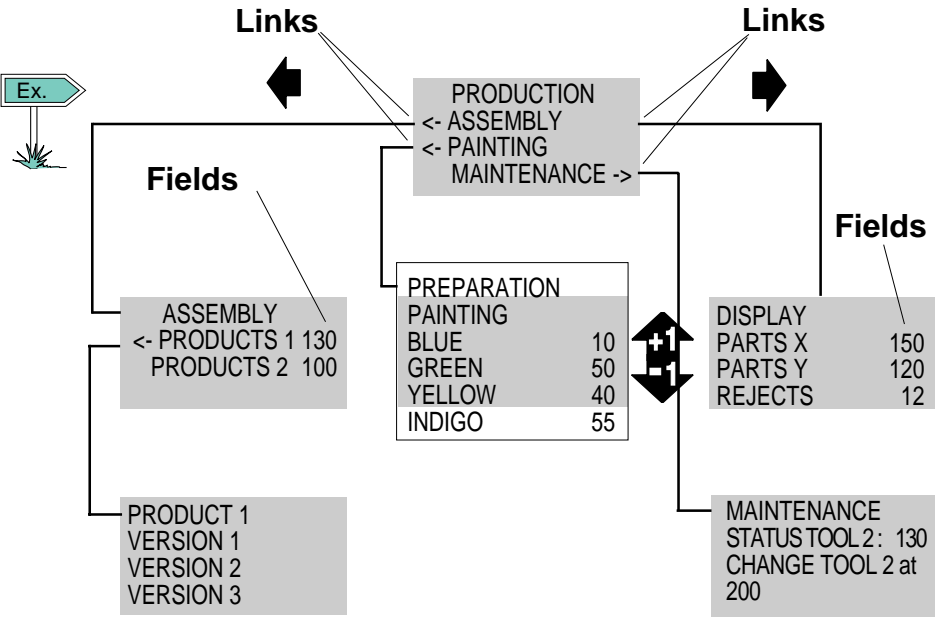 Links
Links
Ex.
PRODUCTION
<- ASSEMBLY
<- PAINTING
MAINTENANCE ->
Fields
Fields
ASSEMBLY
<- PRODUCTS 1 130
PRODUCTS 2 100
PREPARATION
PAINTING
BLUE 10
GREEN 50
YELLOW 40
INDIGO 55
+1
-1
DISPLAY
PARTS X 150
PARTS Y 120
REJECTS 12
PRODUCT 1
VERSION 1
VERSION 2
VERSION 3
MAINTENANCE
STATUS TOOL 2 : 130
CHANGE TOOL 2 at
200